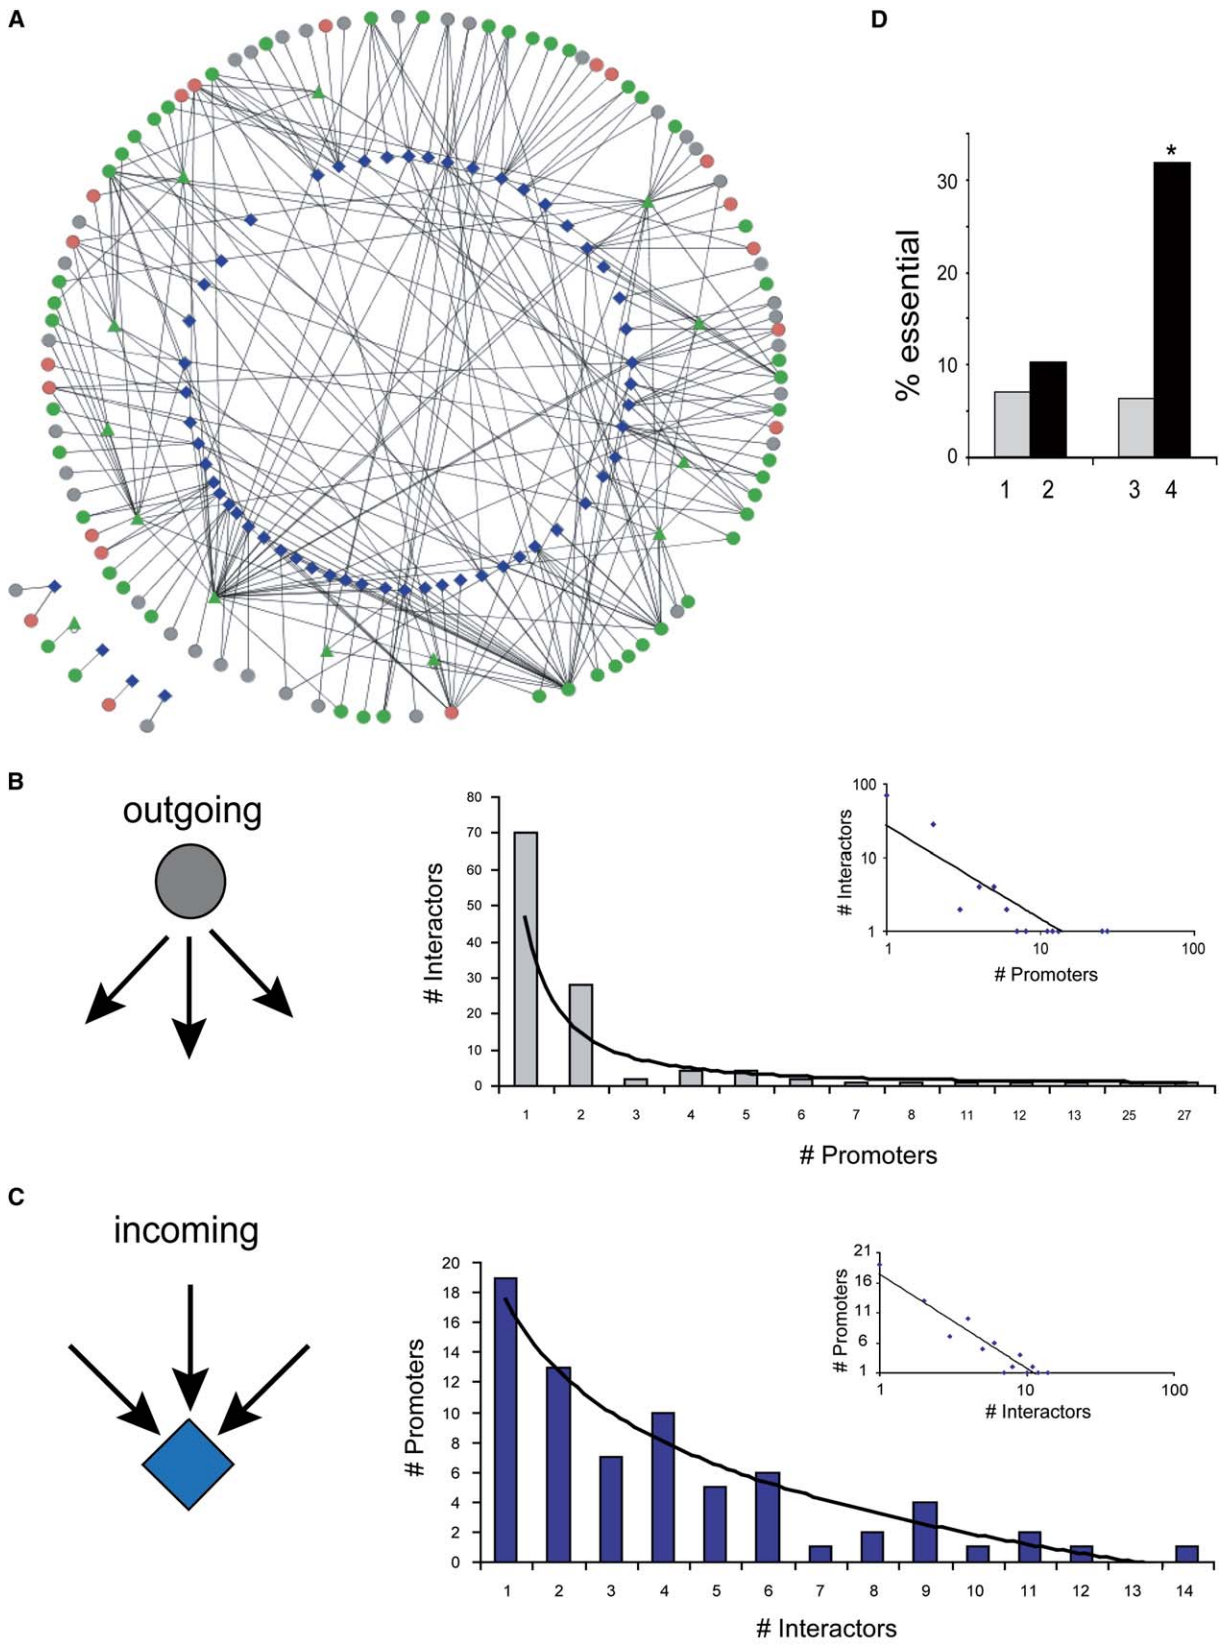 A
D
*
30
20
10
0
% essential
1 2 3 4
B
outgoing
80
70
60
50
40
30
20
10
0
# Interactors
1 2 3 4 5 6 7 8 11 12 13 25 27
# Promoters
100
10
1
# Interactors
1 10 100
# Promoters
C
incoming
20
18
16
14
12
10
8
6
4
2
0
# Promoters
1 2 3 4 5 6 7 8 9 10 11 12 13 14
# Interactors
21
16
11
6
1
# Promoters
1 10 100
# Interactors